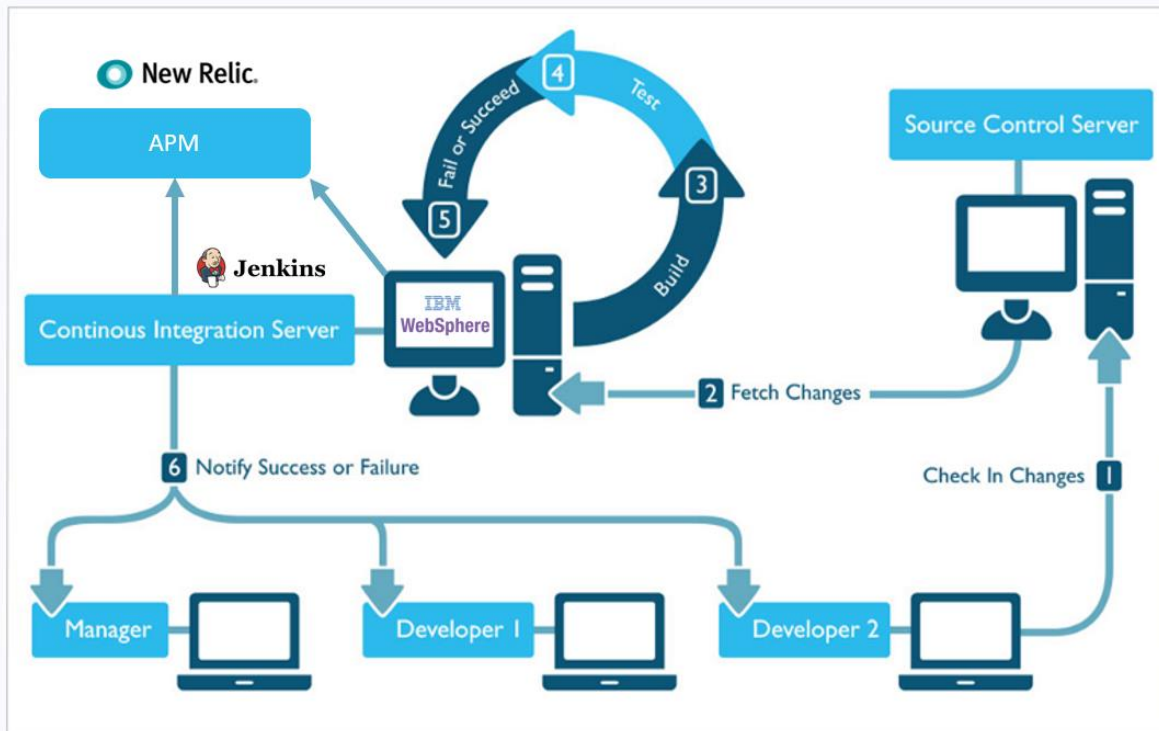 New Relic.
APM
Jenkins
Continous Integration Server
IBM
WebSphere
5
Fail or Succeed
4
Test
3
Build
Source Control Server
2 Fetch Changes
Check In Changes 1
6 Notify Success or Failure
Manager
Developer 1
Developer 2